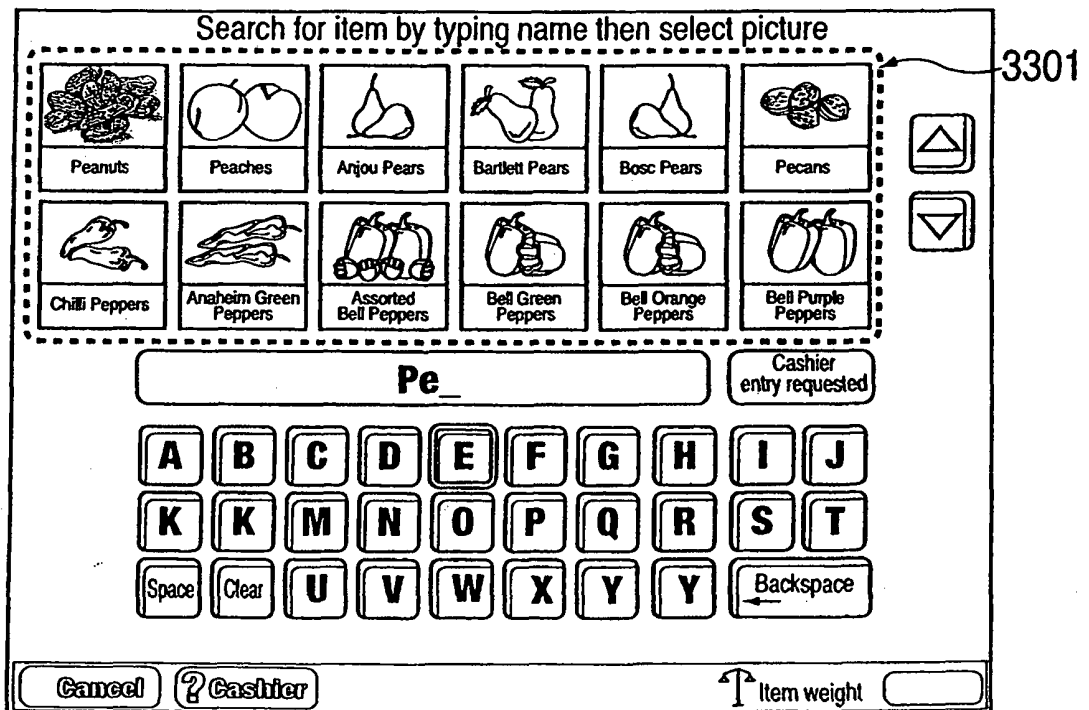 Search for item by typing name then select picture
3301
Peanuts
Peaches
Anjou Pears
Bartlett Pears
Bosc Pears
Pecans
Chilli Peppers
Anaheim Green
Peppers
Assorted
Bell Peppers
Bell Green
Peppers
Bell Orange
Peppers
Bell Purple
Peppers
Pe_
Cashier
entry requested
A B C D E F G H I J
K K M N O P Q R S T
Space Clear U V W X Y Y Backspace
Cancel ? Cashier Item weight